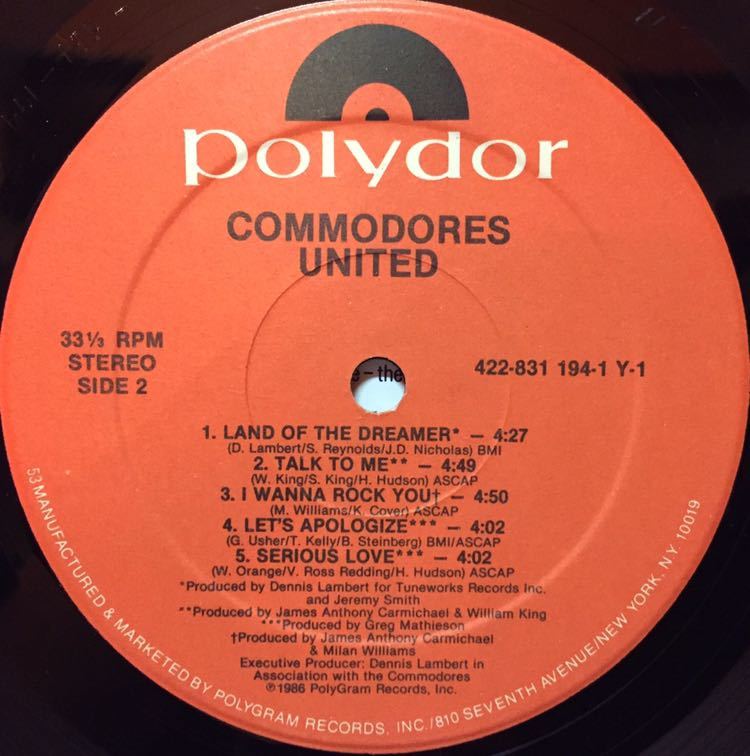 polydor
COMMODORES
UNITED
33⅓ RPM
STEREO
SIDE 2
422-831 194-1 Y-1
- the
1. LAND OF THE DREAMER* — 4:27
(D. Lambert/S. Reynolds/J.D. Nicholas) BMI
2. TALK TO ME** — 4:49
(W. King/S. King/H. Hudson) ASCAP
3. I WANNA ROCK YOU† — 4:50
(M. Williams/K. Cover) ASCAP
4. LET'S APOLOGIZE*** — 4:02
(G. Usher/T. Kelly/B. Steinberg) BMI/ASCAP
5. SERIOUS LOVE*** — 4:02
(W. Orange/V. Ross Redding/H. Hudson) ASCAP
*Produced by Dennis Lambert for Tuneworks Records Inc.
and Jeremy Smith
**Produced by James Anthony Carmichael & William King
***Produced by Greg Mathieson
†Produced by James Anthony Carmichael
& Milan Williams
Executive Producer: Dennis Lambert in
Association with the Commodores
℗1986 PolyGram Records, Inc.
53 MANUFACTURED & MARKETED BY POLYGRAM RECORDS, INC./810 SEVENTH AVENUE/NEW YORK, N.Y. 10019